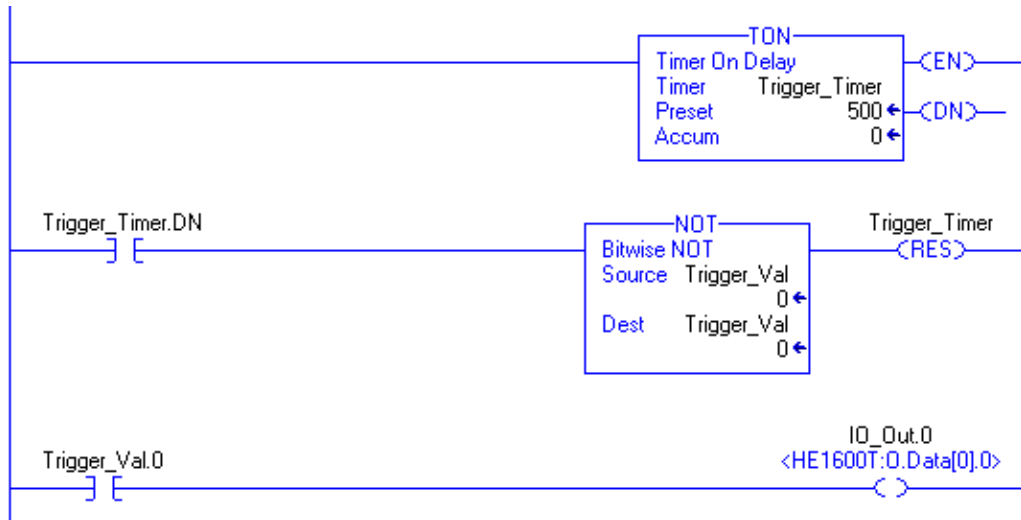 TON
Timer On Delay
EN
Timer Trigger_Timer
Preset 500
DN
Accum 0
Trigger_Timer.DN
NOT
Bitwise NOT
Source Trigger_Val
0
Dest Trigger_Val
0
Trigger_Timer
RES
Trigger_Val.0
IO_Out.0
<HE1600T:O.Data[0].0>